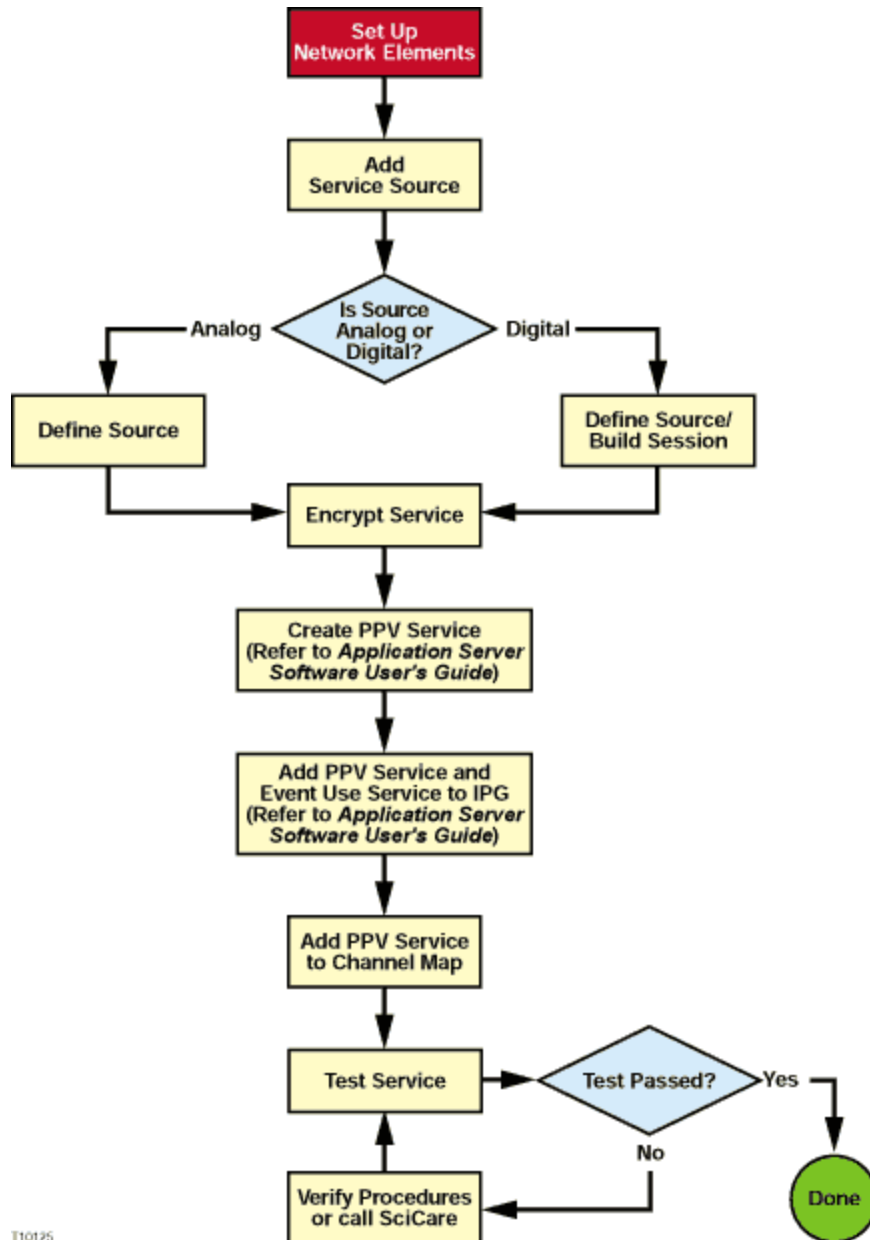 Set Up
Network Elements
Add
Service Source
Is Source
Analog or
Digital?
Analog
Digital
Define Source
Define Source/
Build Session
Encrypt Service
Create PPV Service
(Refer to Application Server
Software User's Guide)
Add PPV Service and
Event Use Service to IPG
(Refer to Application Server
Software User's Guide)
Add PPV Service
to Channel Map
Test Service
Test Passed?
Yes
No
Verify Procedures
or call SciCare
Done
T10125